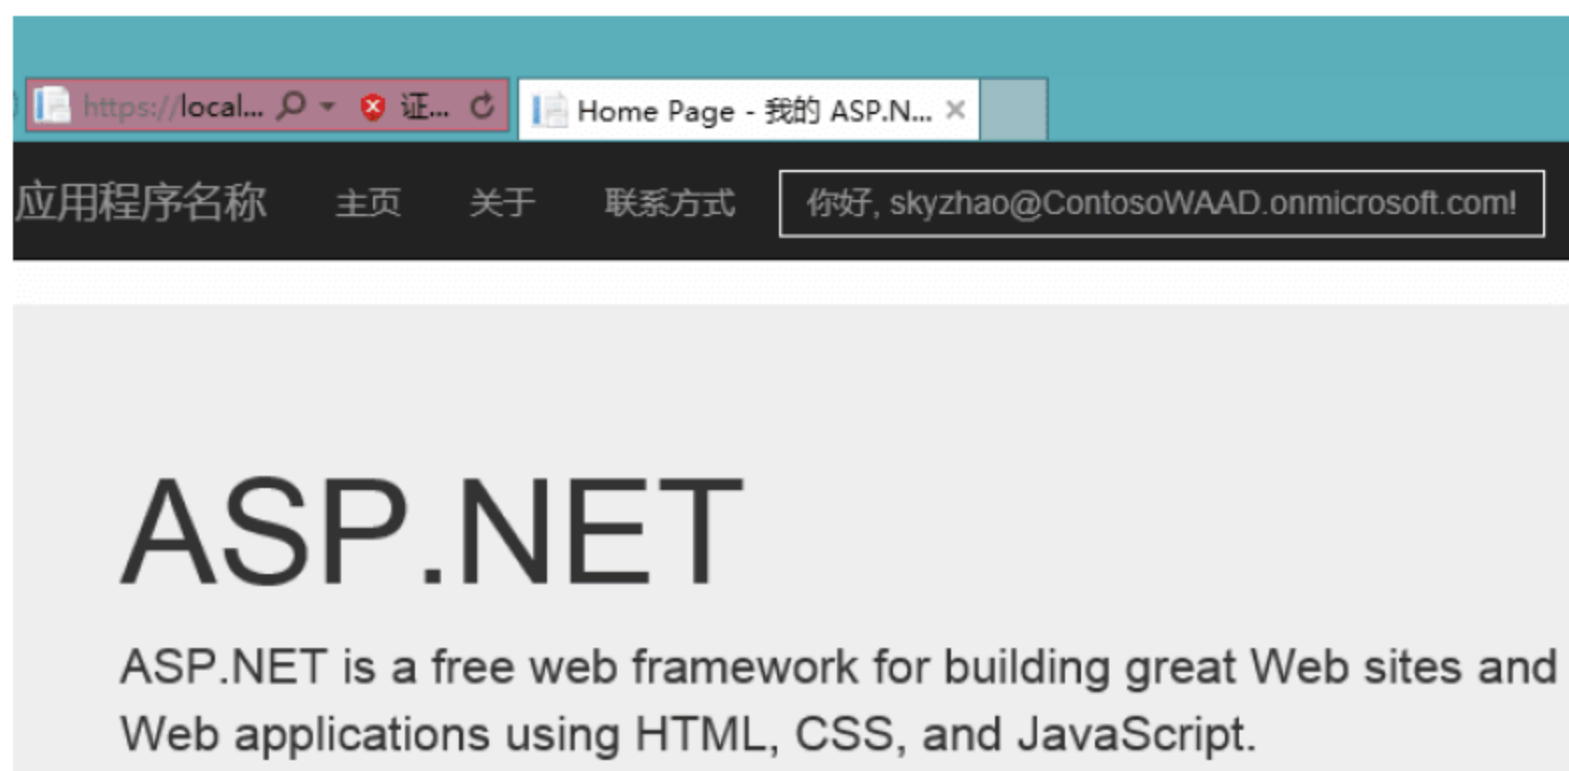 https://local... 证... Home Page - 我的 ASP.N...
应用程序名称 主页 关于 联系方式 你好, skyzhao@ContosoWAAD.onmicrosoft.com!
ASP.NET
ASP.NET is a free web framework for building great Web sites and
Web applications using HTML, CSS, and JavaScript.